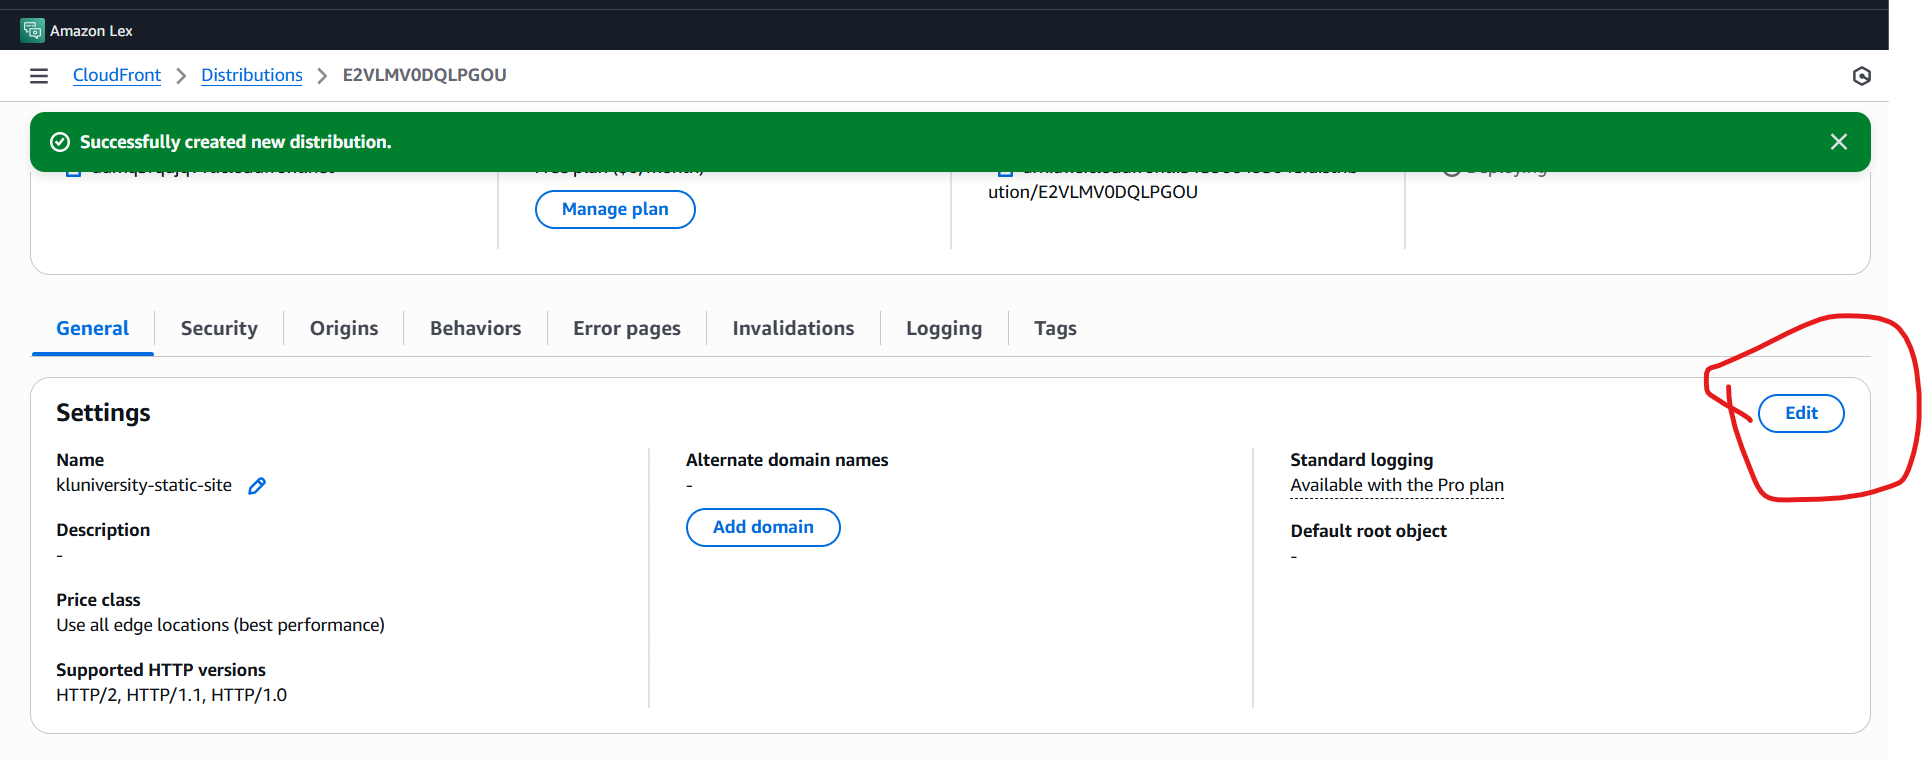 Amazon Lex
CloudFront > Distributions > E2VLMV0DQLPGOU
Successfully created new distribution.
Manage plan
ution/E2VLMV0DQLPGOU
General
Security
Origins
Behaviors
Error pages
Invalidations
Logging
Tags
Settings
Edit
Name
kluniversity-static-site
Description
-
Price class
Use all edge locations (best performance)
Supported HTTP versions
HTTP/2, HTTP/1.1, HTTP/1.0
Alternate domain names
-
Add domain
Standard logging
Available with the Pro plan
Default root object
-